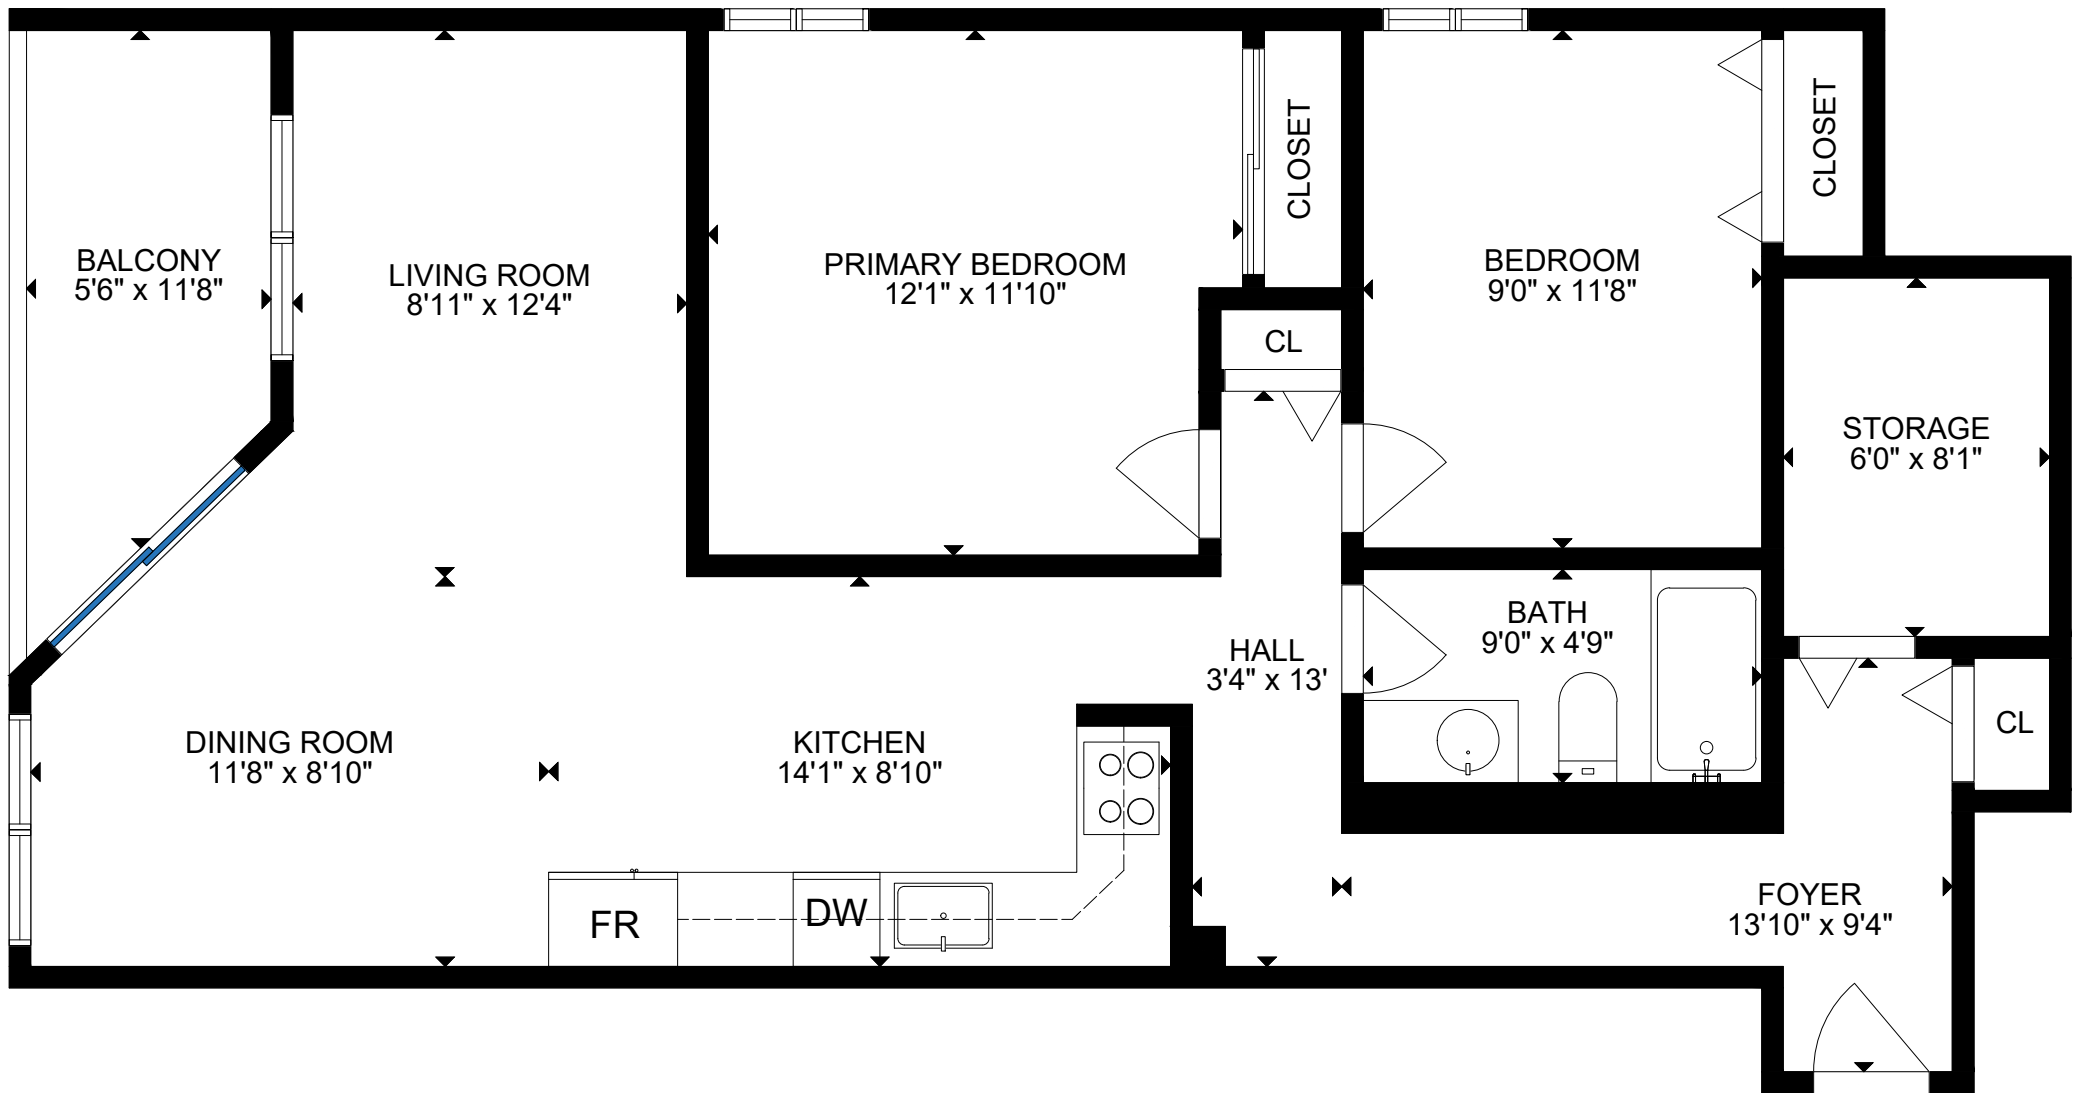 BALCONY
5'6" x 11'8"
LIVING ROOM
8'11" x 12'4"
PRIMARY BEDROOM
12'1" x 11'10"
CLOSET
BEDROOM
9'0" x 11'8"
CLOSET
CL
STORAGE
6'0" x 8'1"
BATH
9'0" x 4'9"
HALL
3'4" x 13'
CL
DINING ROOM
11'8" x 8'10"
KITCHEN
14'1" x 8'10"
FR
DW
FOYER
13'10" x 9'4"